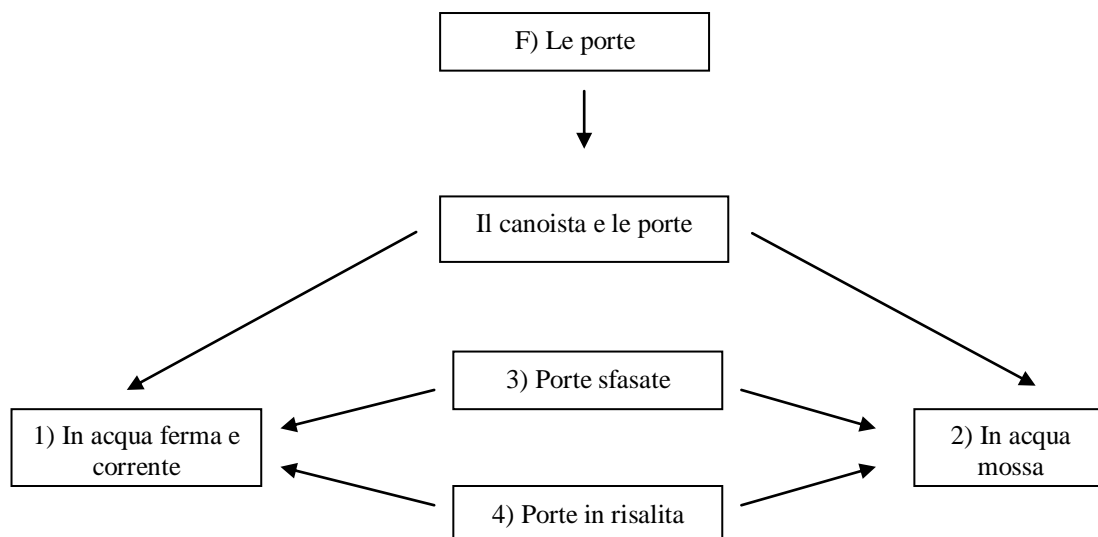 F) Le porte
Il canoista e le porte
3) Porte sfasate
1) In acqua ferma e
corrente
2) In acqua
mossa
4) Porte in risalita